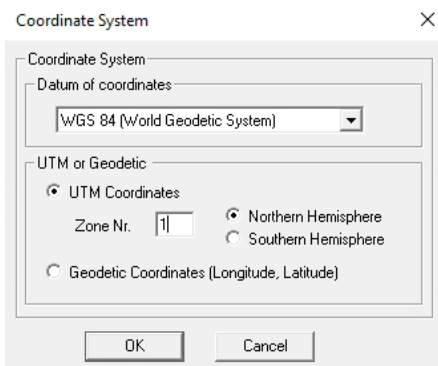 Coordinate System
Coordinate System
Datum of coordinates
WGS 84 (World Geodetic System)
UTM or Geodetic
UTM Coordinates
Zone Nr. 1
Northern Hemisphere
Southern Hemisphere
Geodetic Coordinates (Longitude, Latitude)
OK Cancel